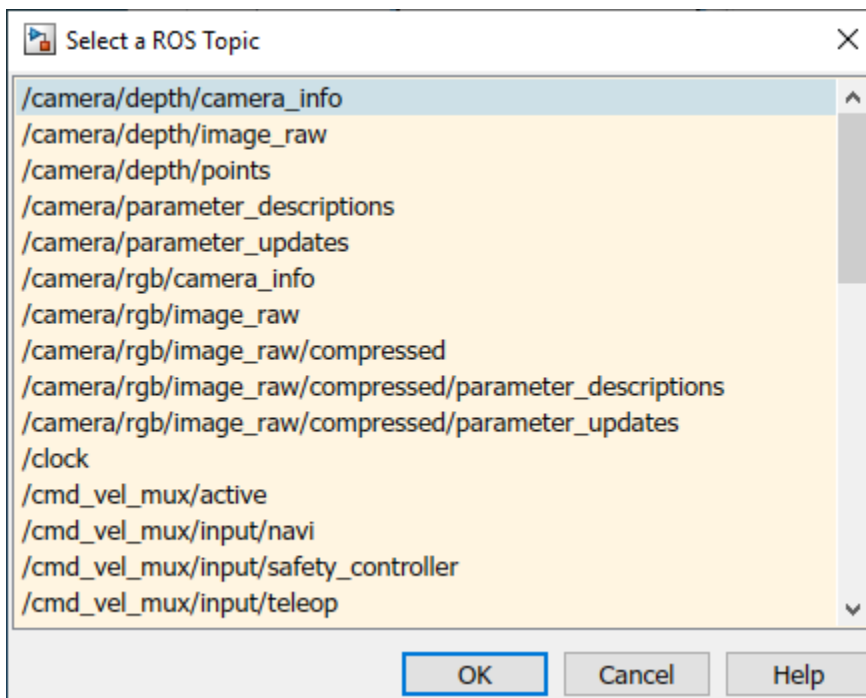 Select a ROS Topic
/camera/depth/camera_info
/camera/depth/image_raw
/camera/depth/points
/camera/parameter_descriptions
/camera/parameter_updates
/camera/rgb/camera_info
/camera/rgb/image_raw
/camera/rgb/image_raw/compressed
/camera/rgb/image_raw/compressed/parameter_descriptions
/camera/rgb/image_raw/compressed/parameter_updates
/clock
/cmd_vel_mux/active
/cmd_vel_mux/input/navi
/cmd_vel_mux/input/safety_controller
/cmd_vel_mux/input/teleop
OK Cancel Help